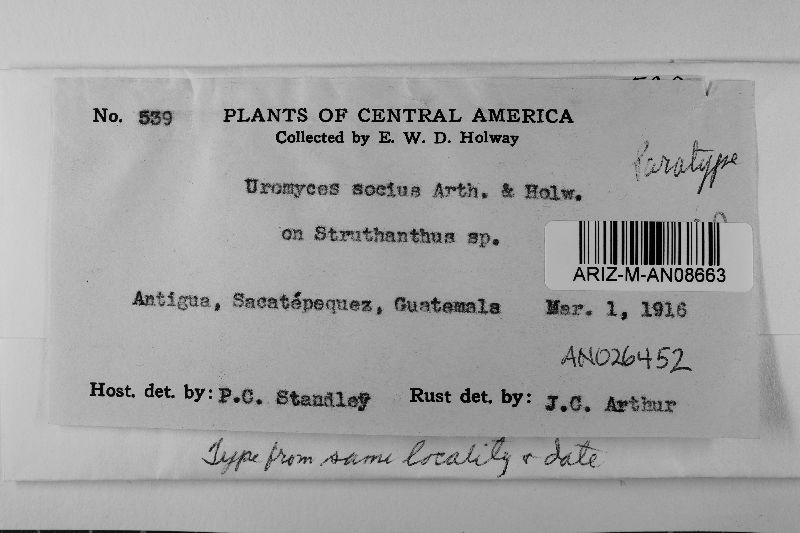 No. 539 PLANTS OF CENTRAL AMERICA
Collected by E. W. D. Holway
Paratype
Uromyces socius Arth. & Holw.
on Struthanthus sp.
ARIZ-M-AN08663
Antigua, Sacatépequez, Guatemala Mar. 1, 1916
AN026452
Host. det. by: P.C. Standley Rust det. by: J.C. Arthur
Type from same locality & date